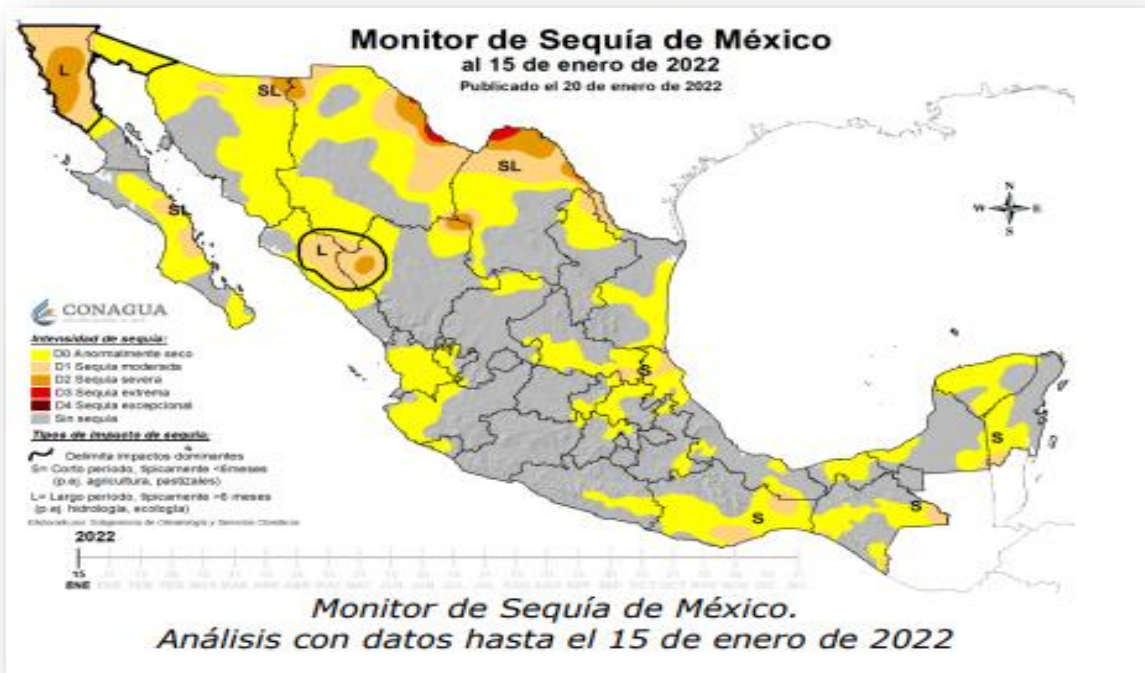 Monitor de Sequía de México
al 15 de enero de 2022
Publicado el 20 de enero de 2022
N
W E
S
L
SL
SL
SL
L
SL
S
S
S
S
CONAGUA
Intensidad de sequía:
D0 Anormalmente seco
D1 Sequía moderada
D2 Sequía severa
D3 Sequía extrema
D4 Sequía excepcional
Sin sequía
Tipos de impacto de sequía:
Delimita impactos dominantes
S= Corto período, típicamente <6meses
(p.ej. agricultura, pastizales)
L= Largo período, típicamente >6 meses
(p.ej. hidrología, ecología)
2022
15
ENE
Monitor de Sequía de México.
Análisis con datos hasta el 15 de enero de 2022